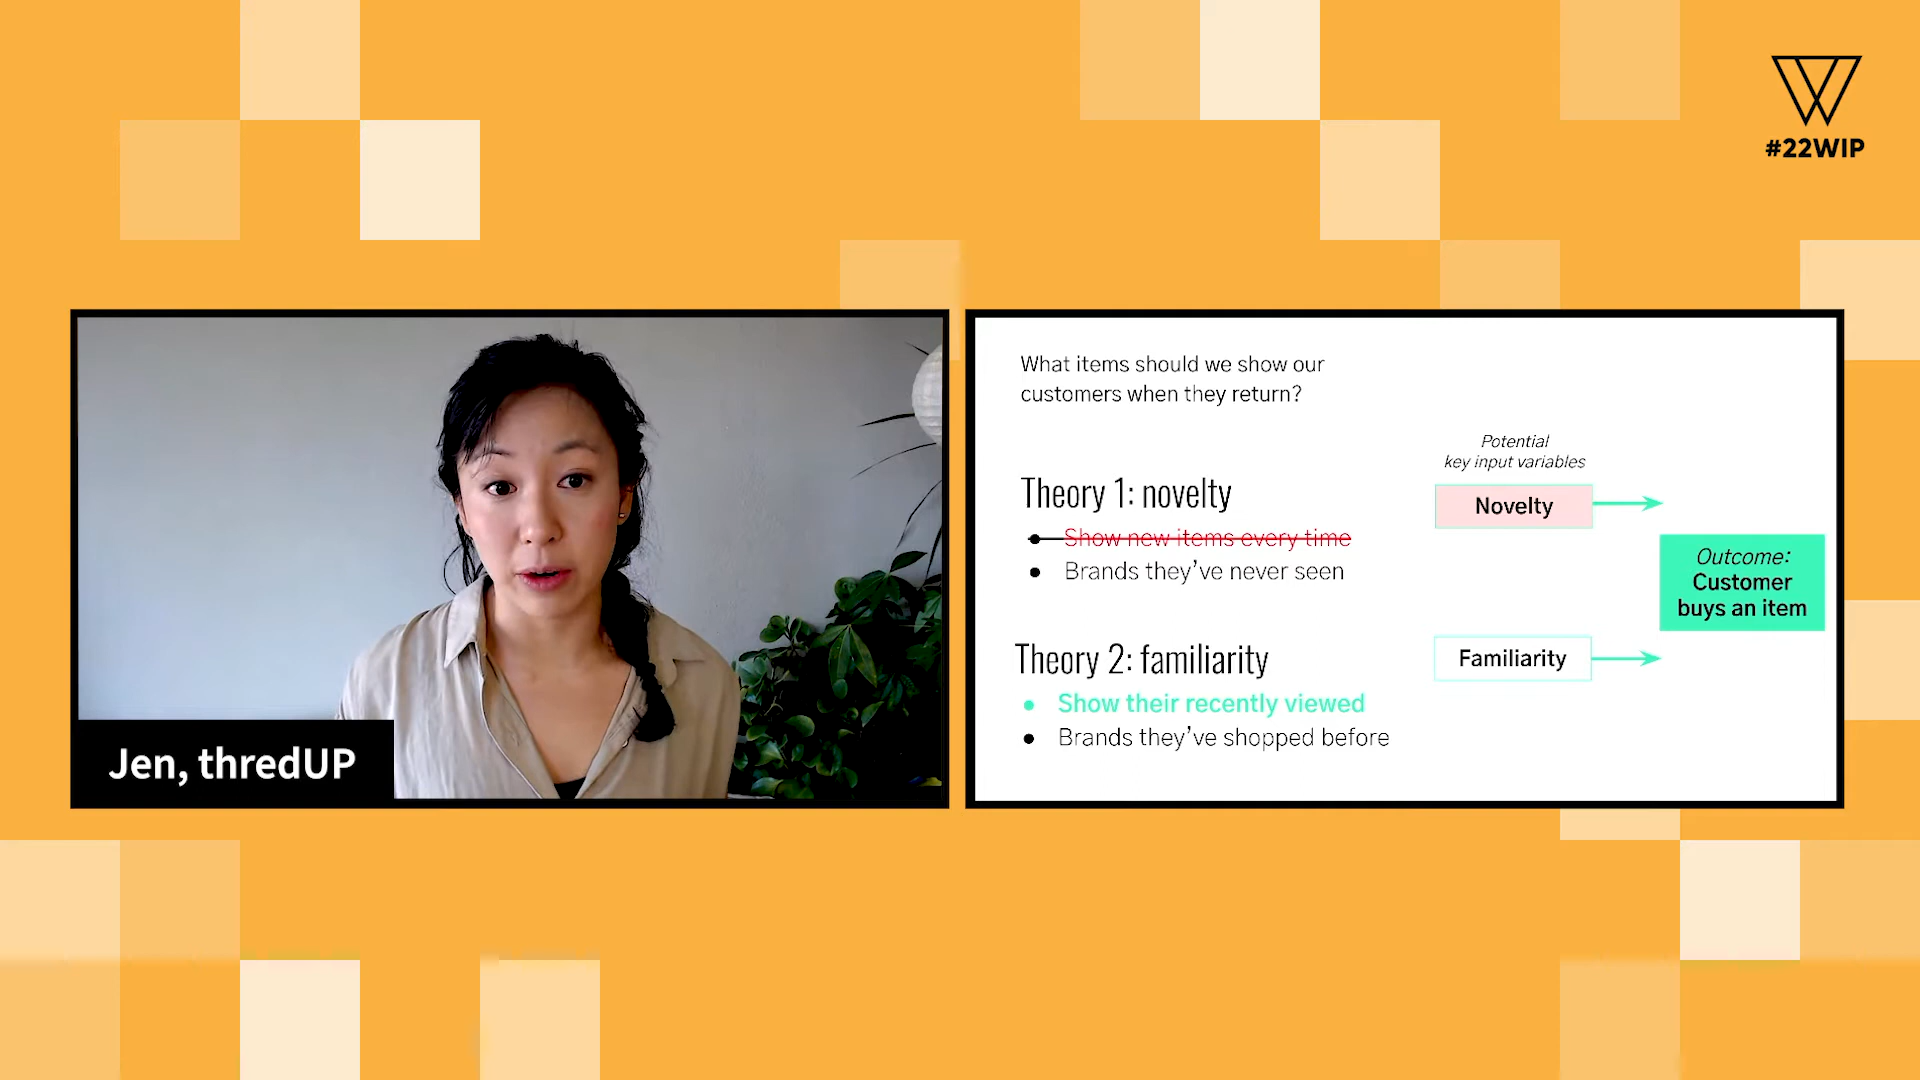 #22WIP
Jen, thredUP
What items should we show our
customers when they return?
Potential
key input variables
Theory 1: novelty
Novelty
Show new items every time
Brands they've never seen
Outcome:
Customer
buys an item
Theory 2: familiarity
Familiarity
Show their recently viewed
Brands they've shopped before